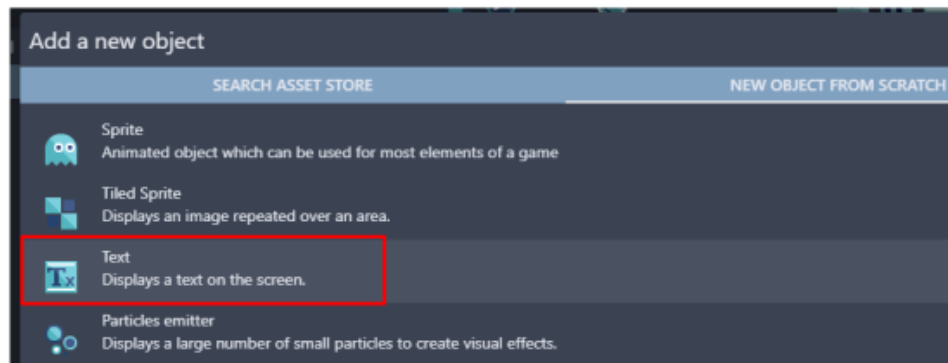 Add a new object
SEARCH ASSET STORE
NEW OBJECT FROM SCRATCH
Sprite
Animated object which can be used for most elements of a game
Tiled Sprite
Displays an image repeated over an area.
Text
Tx
Displays a text on the screen.
Particles emitter
Displays a large number of small particles to create visual effects.